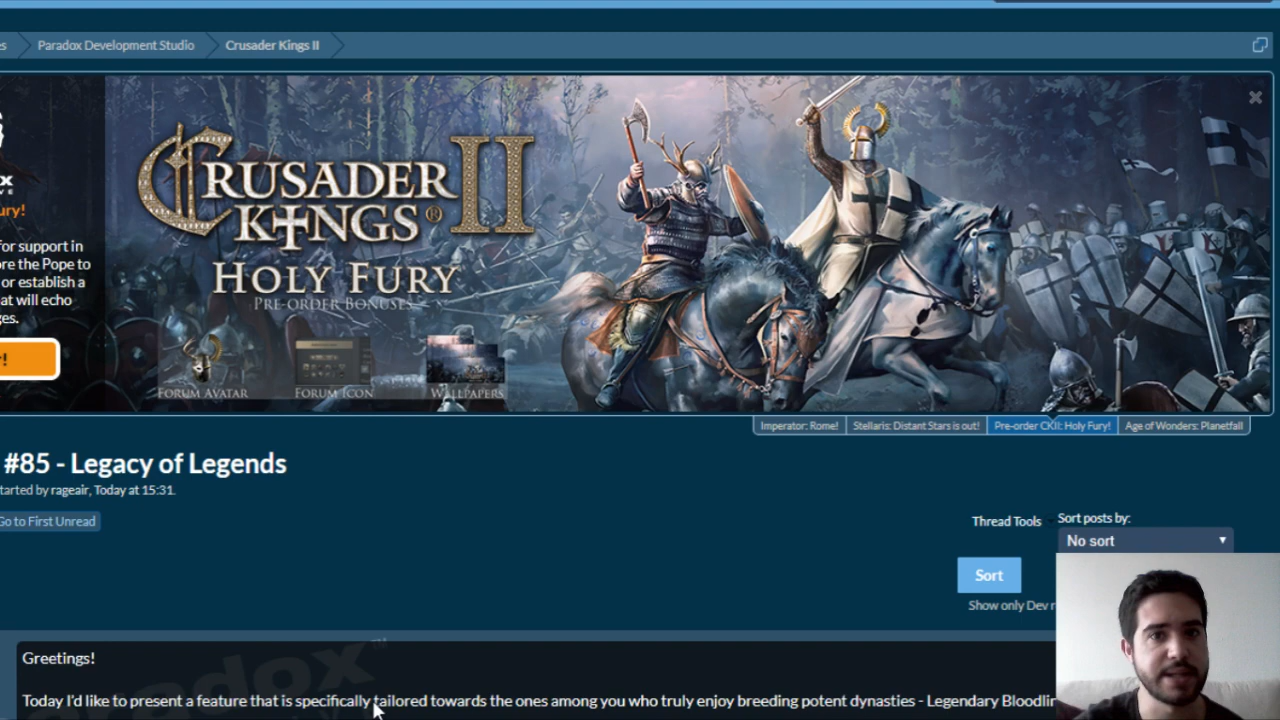 es
Paradox Development Studio
Crusader Kings II
CRUSADER KINGS® II
HOLY FURY
PRE-ORDER BONUSES
ury!
for support in
ore the Pope to
or establish a
at will echo
ges.
!
FORUM AVATAR
FORUM ICON
WALLPAPERS
Imperator: Rome!
Stellaris: Distant Stars is out!
Pre-order CKII: Holy Fury!
Age of Wonders: Planetfall
#85 - Legacy of Legends
tarted by rageair, Today at 15:31.
Go to First Unread
Thread Tools
Sort posts by:
No sort
Sort
Show only Dev r
Greetings!
paradox™
Today I'd like to present a feature that is specifically tailored towards the ones among you who truly enjoy breeding potent dynasties - Legendary Bloodlin